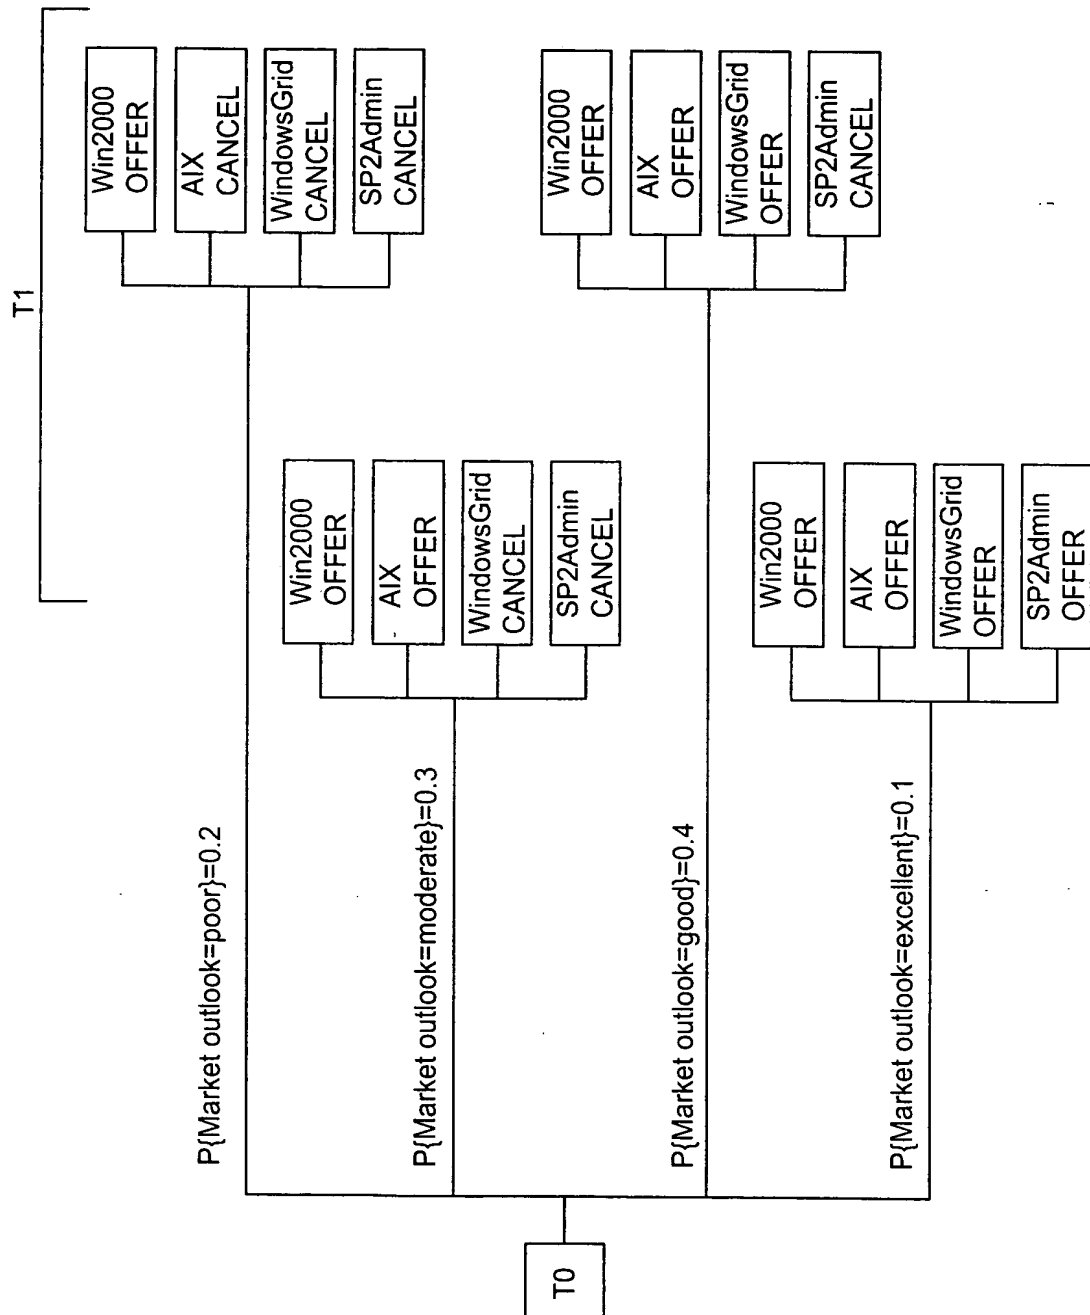 T1
Win2000
OFFER
AIX
CANCEL
WindowsGrid
CANCEL
SP2Admin
CANCEL
P{Market outlook=poor}=0.2
Win2000
OFFER
AIX
OFFER
WindowsGrid
CANCEL
SP2Admin
CANCEL
P{Market outlook=moderate}=0.3
Win2000
OFFER
AIX
OFFER
WindowsGrid
OFFER
SP2Admin
CANCEL
P{Market outlook=good}=0.4
Win2000
OFFER
AIX
OFFER
WindowsGrid
OFFER
SP2Admin
OFFER
P{Market outlook=excellent}=0.1
T0